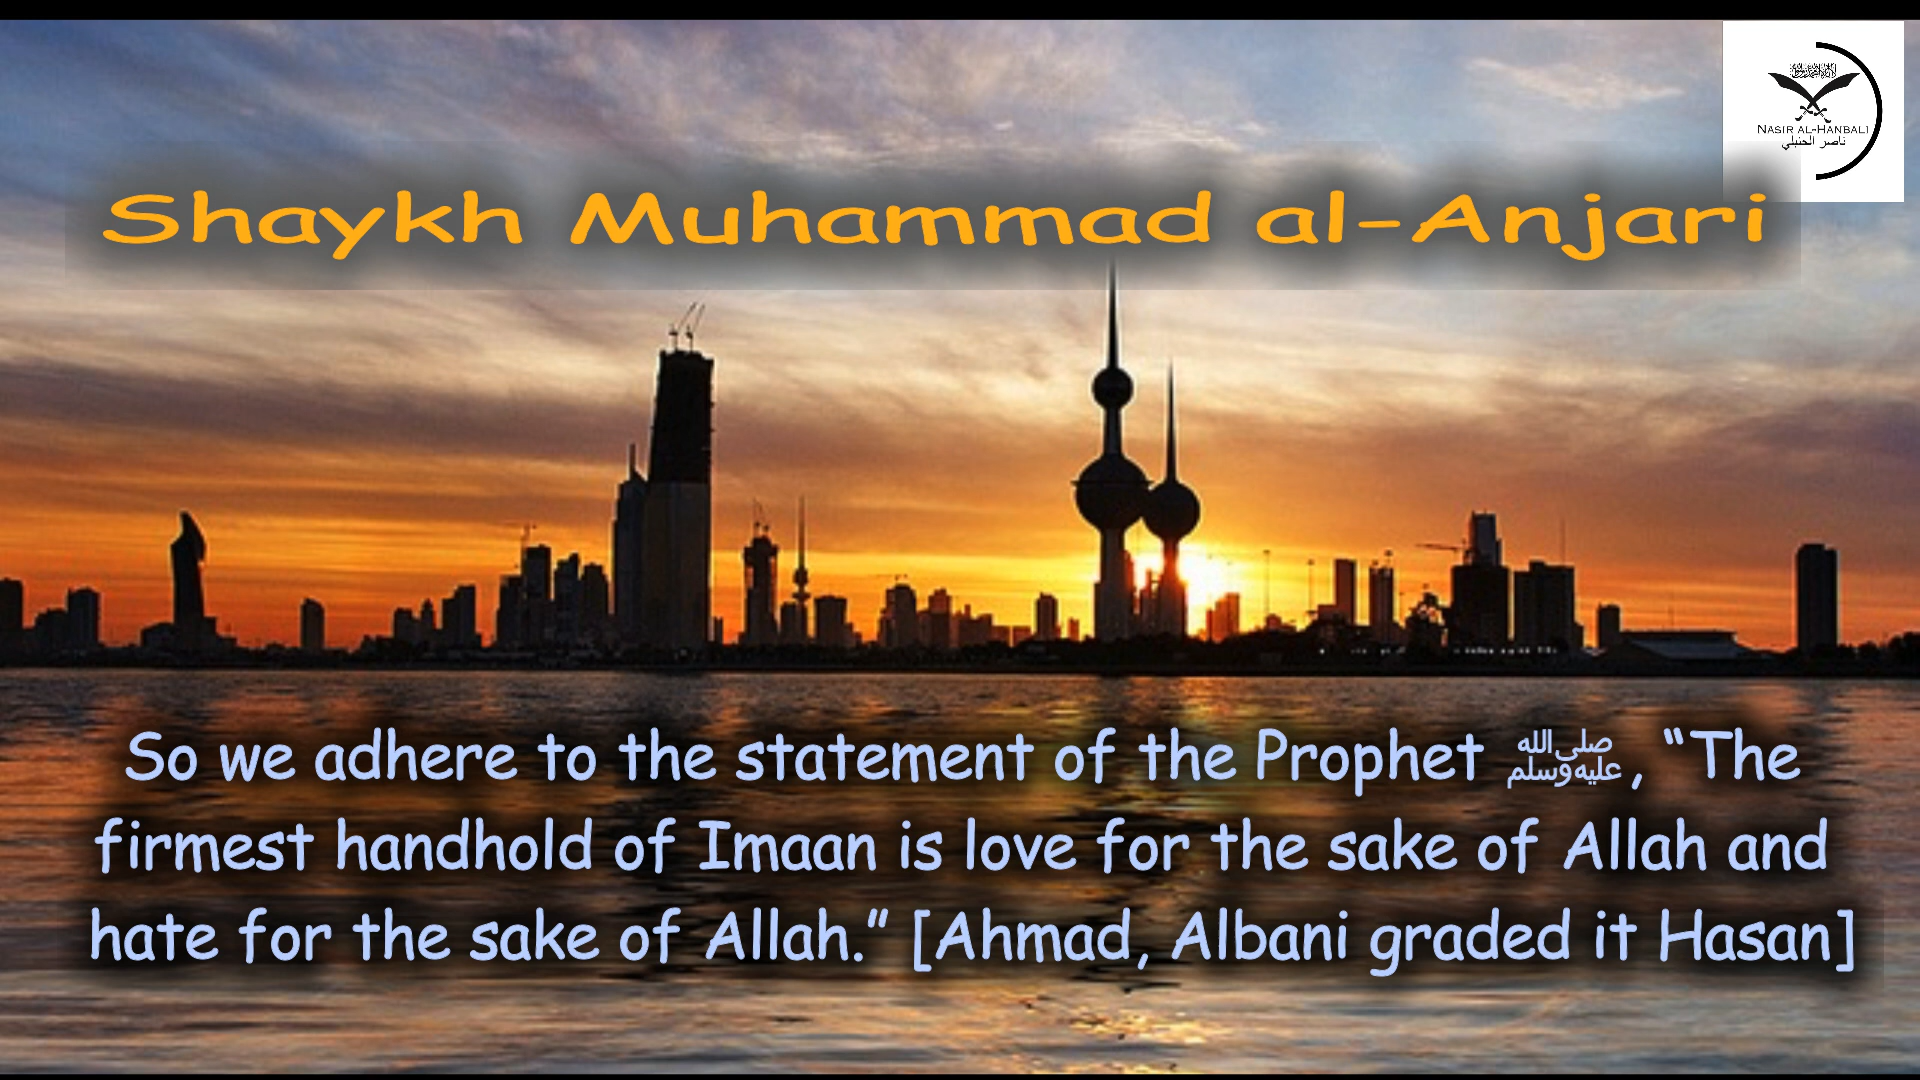 NASIR AL-HANBALI
ناصر الحنبلي
Shaykh Muhammad al-Anjari
So we adhere to the statement of the Prophet ﷺ, “The
firmest handhold of Imaan is love for the sake of Allah and
hate for the sake of Allah.” [Ahmad, Albani graded it Hasan]